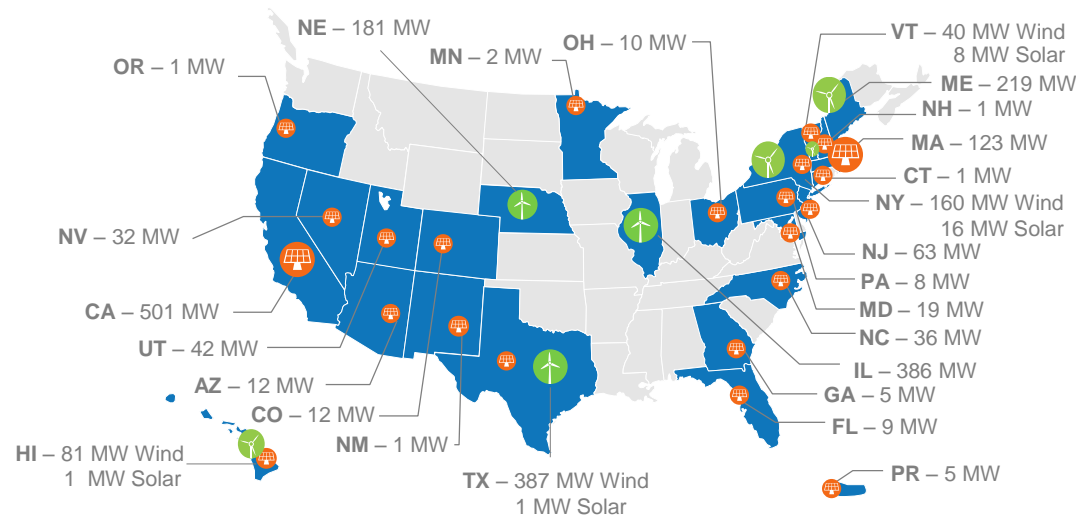 NE – 181 MW
OR – 1 MW
MN – 2 MW
OH – 10 MW
VT – 40 MW Wind
8 MW Solar
ME – 219 MW
NH – 1 MW
MA – 123 MW
CT – 1 MW
NY – 160 MW Wind
16 MW Solar
NJ – 63 MW
PA – 8 MW
MD – 19 MW
NC – 36 MW
IL – 386 MW
GA – 5 MW
FL – 9 MW
PR – 5 MW
NV – 32 MW
CA – 501 MW
UT – 42 MW
AZ – 12 MW
CO – 12 MW
NM – 1 MW
HI – 81 MW Wind
1 MW Solar
TX – 387 MW Wind
1 MW Solar